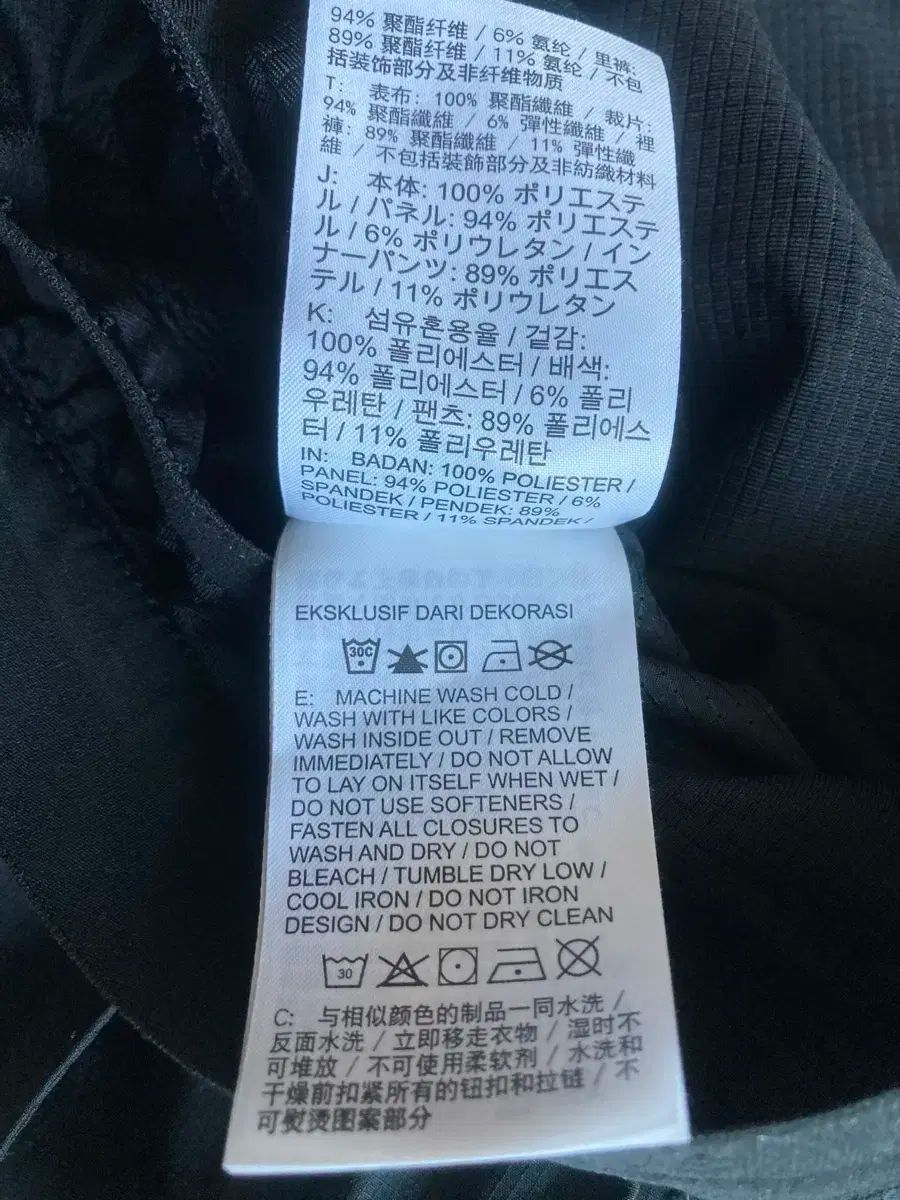 94% 聚酯纤维 / 6% 氨纶 / 里裤:
89% 聚酯纤维 / 11% 氨纶 / 不包
括装饰部分及非纤维物质
T: 表布: 100% 聚酯纖維 / 裁片:
94% 聚酯纖維 / 6% 彈性纖維 / 裡
褲: 89% 聚酯纖維 / 11% 彈性纖
維 / 不包括裝飾部分及非紡織材料
J: 本体: 100% ポリエステ
ル / パネル: 94% ポリエステ
ル / 6% ポリウレタン / イン
ナーパンツ: 89% ポリエス
テル / 11% ポリウレタン
K: 섬유혼용율 / 겉감:
100% 폴리에스터 / 배색:
94% 폴리에스터 / 6% 폴리
우레탄 / 팬츠: 89% 폴리에스
터 / 11% 폴리우레탄
IN: BADAN: 100% POLIESTER /
PANEL: 94% POLIESTER / 6%
SPANDEK / PENDEK: 89%
POLIESTER / 11% SPANDEK /
EKSKLUSIF DARI DEKORASI
30C
E: MACHINE WASH COLD /
WASH WITH LIKE COLORS /
WASH INSIDE OUT / REMOVE
IMMEDIATELY / DO NOT ALLOW
TO LAY ON ITSELF WHEN WET /
DO NOT USE SOFTENERS /
FASTEN ALL CLOSURES TO
WASH AND DRY / DO NOT
BLEACH / TUMBLE DRY LOW /
COOL IRON / DO NOT IRON
DESIGN / DO NOT DRY CLEAN
30
C: 与相似颜色的制品一同水洗 /
反面水洗 / 立即移走衣物 / 湿时不
可堆放 / 不可使用柔软剂 / 水洗和
干燥前扣紧所有的钮扣和拉链 / 不
可熨烫图案部分